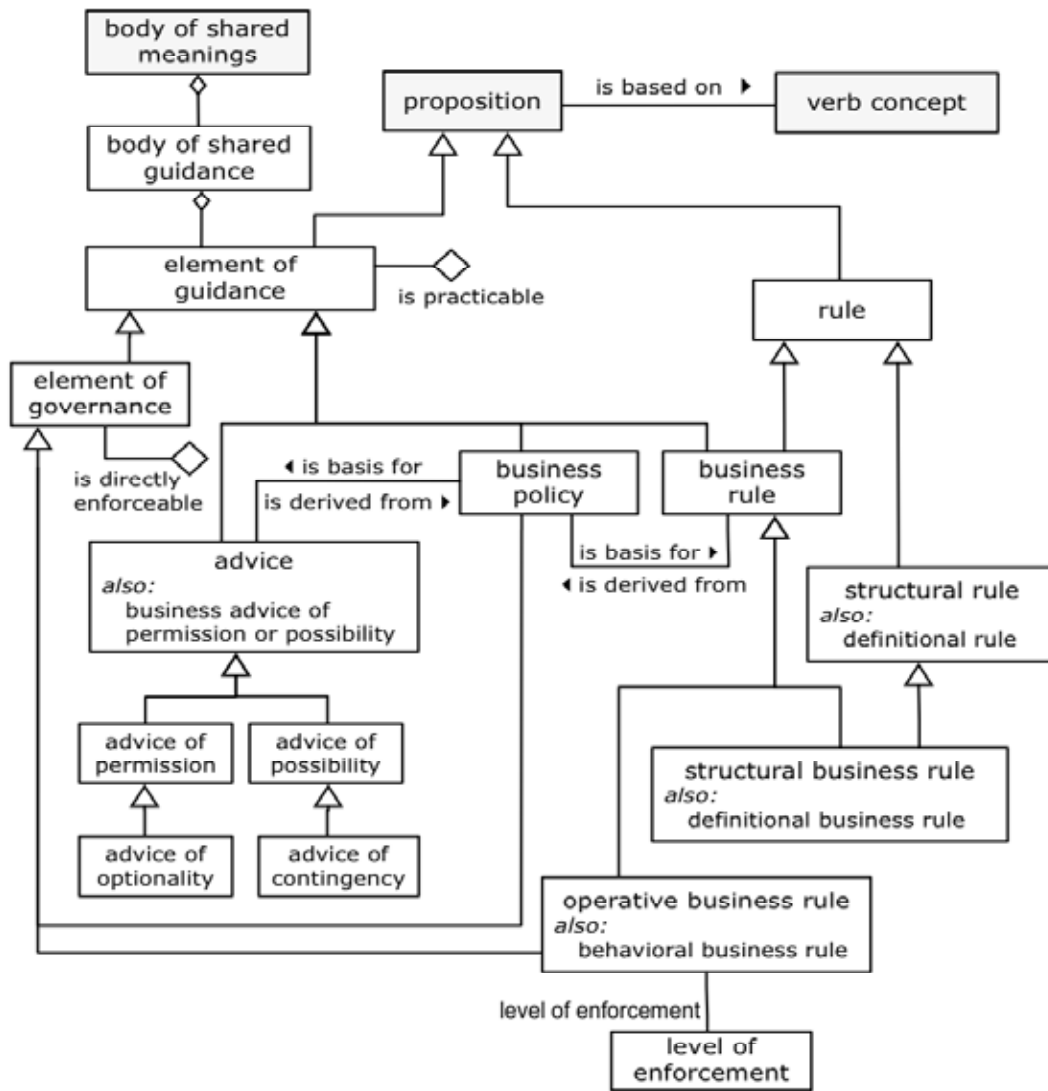 body of shared
meanings
proposition
is based on ▶
verb concept
body of shared
guidance
element of
guidance
is practicable
rule
element of
governance
is directly
enforceable
◀ is basis for
is derived from ▶
business
policy
business
rule
is basis for ▶
◀ is derived from
advice
also:
business advice of
permission or possibility
structural rule
also:
definitional rule
advice of
permission
advice of
possibility
structural business rule
also:
definitional business rule
advice of
optionality
advice of
contingency
operative business rule
also:
behavioral business rule
level of enforcement
level of
enforcement